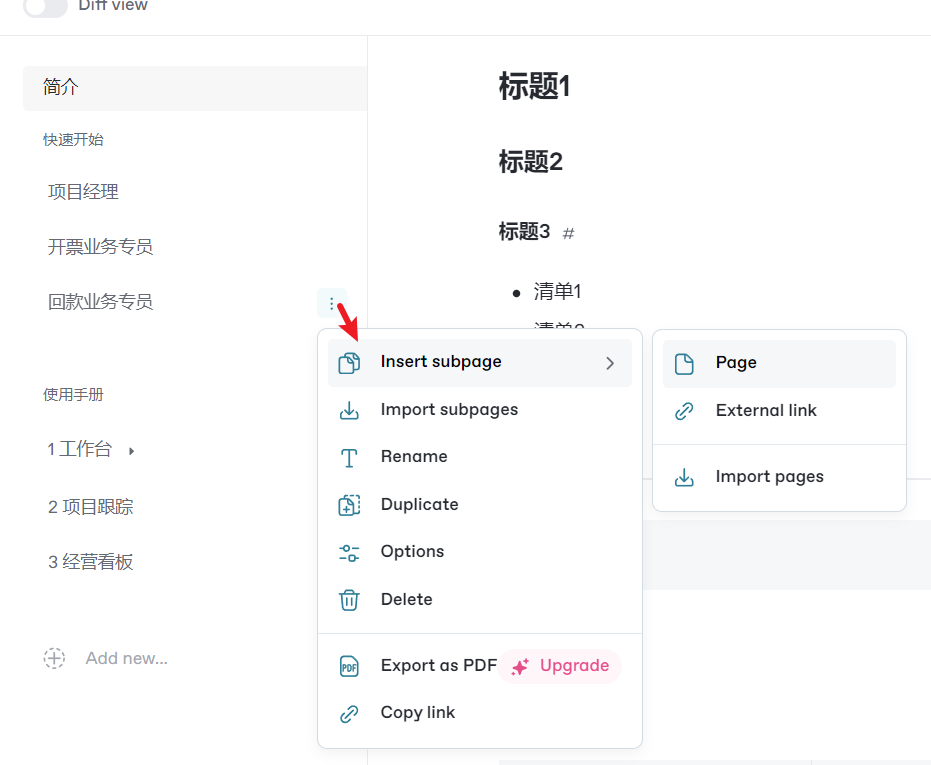 Diff view
简介
快速开始
项目经理
开票业务专员
回款业务专员
使用手册
1 工作台
2 项目跟踪
3 经营看板
Add new...
标题1
标题2
标题3 #
清单1
清单2
Insert subpage
Import subpages
Rename
Duplicate
Options
Delete
Export as PDF Upgrade
Copy link
Page
External link
Import pages